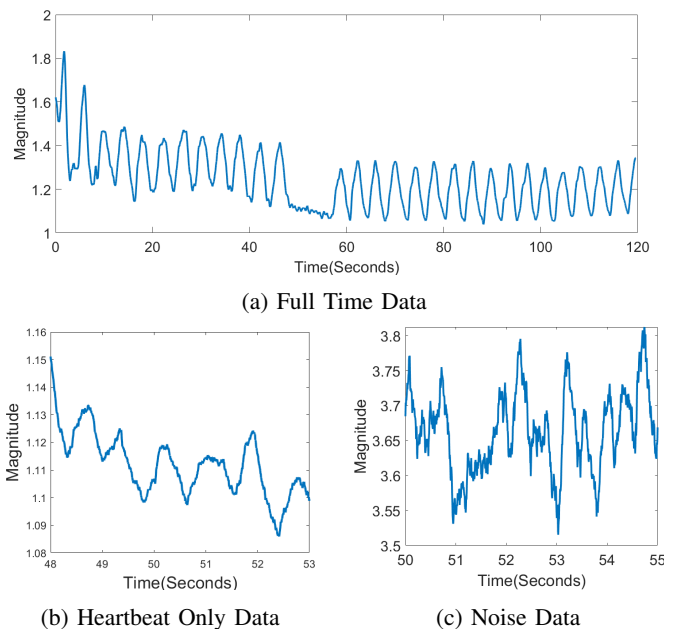 2
1.8
1.6
1.4
1.2
1
Magnitude
0 20 40 60 80 100 120
Time(Seconds)
(a) Full Time Data
1.16
1.15
1.14
1.13
1.12
1.11
1.1
1.09
1.08
Magnitude
48 49 50 51 52 53
Time(Seconds)
(b) Heartbeat Only Data
3.8
3.75
3.7
3.65
3.6
3.55
3.5
Magnitude
50 51 52 53 54 55
Time(Seconds)
(c) Noise Data